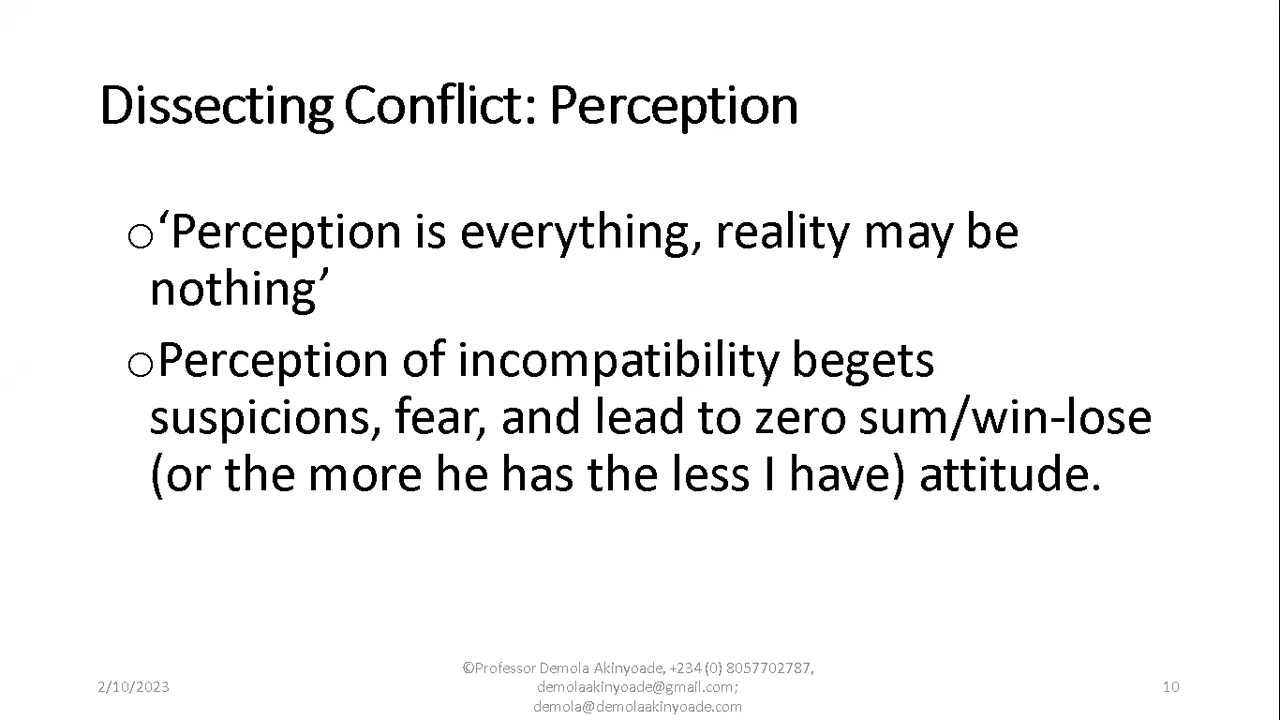 Dissecting Conflict: Perception
o‘Perception is everything, reality may be
nothing’
oPerception of incompatibility begets
suspicions, fear, and lead to zero sum/win-lose
(or the more he has the less I have) attitude.
©Professor Demola Akinyoade, +234 (0) 8057702787,
2/10/2023
demolaakinyoade@gmail.com;
10
demola@demolaakinyoade.com